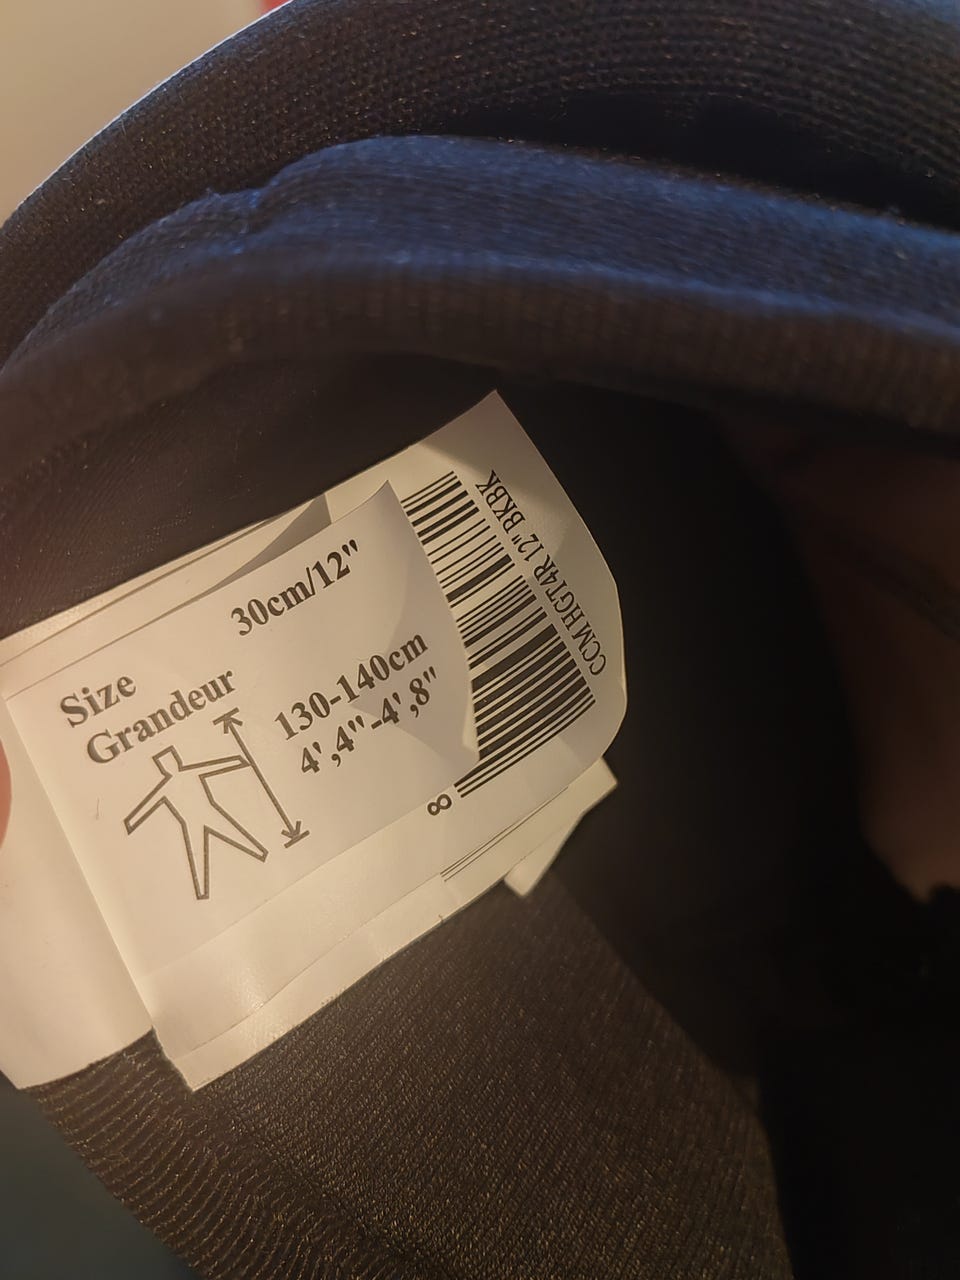 Size
Grandeur
30cm/12"
130-140cm
4',4"-4',8"
CCM HGT4R 12" BKBK
8